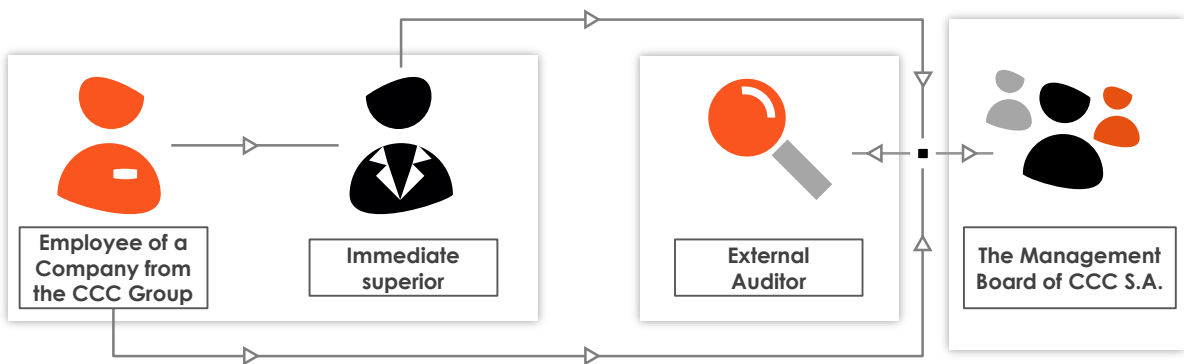 Employee of a
Company from
the CCC Group
Immediate
superior
External
Auditor
The Management
Board of CCC S.A.